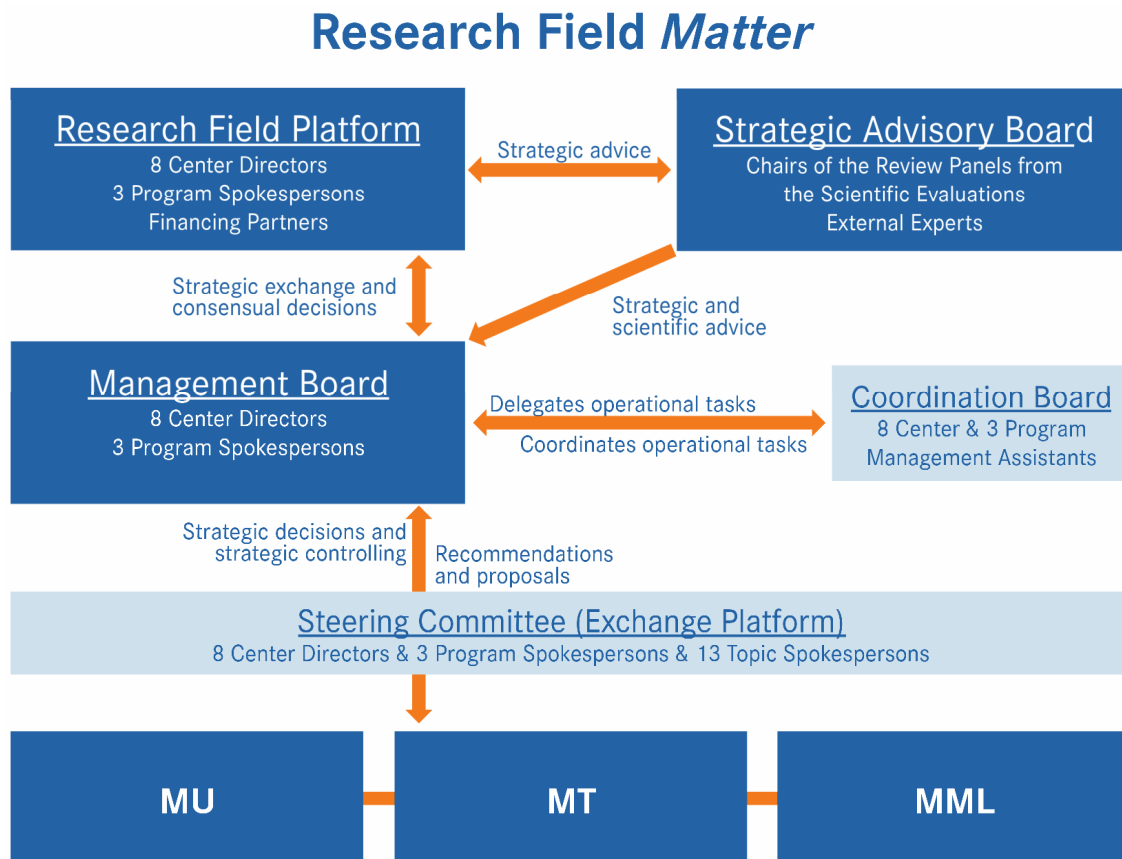 Research Field Matter
Research Field Platform
8 Center Directors
3 Program Spokespersons
Financing Partners
Strategic advice
Strategic Advisory Board
Chairs of the Review Panels from
the Scientific Evaluations
External Experts
Strategic exchange and
consensual decisions
Strategic and
scientific advice
Management Board
8 Center Directors
3 Program Spokespersons
Delegates operational tasks
Coordinates operational tasks
Coordination Board
8 Center & 3 Program
Management Assistants
Strategic decisions and
strategic controlling
Recommendations
and proposals
Steering Committee (Exchange Platform)
8 Center Directors & 3 Program Spokespersons & 13 Topic Spokespersons
MU
MT
MML